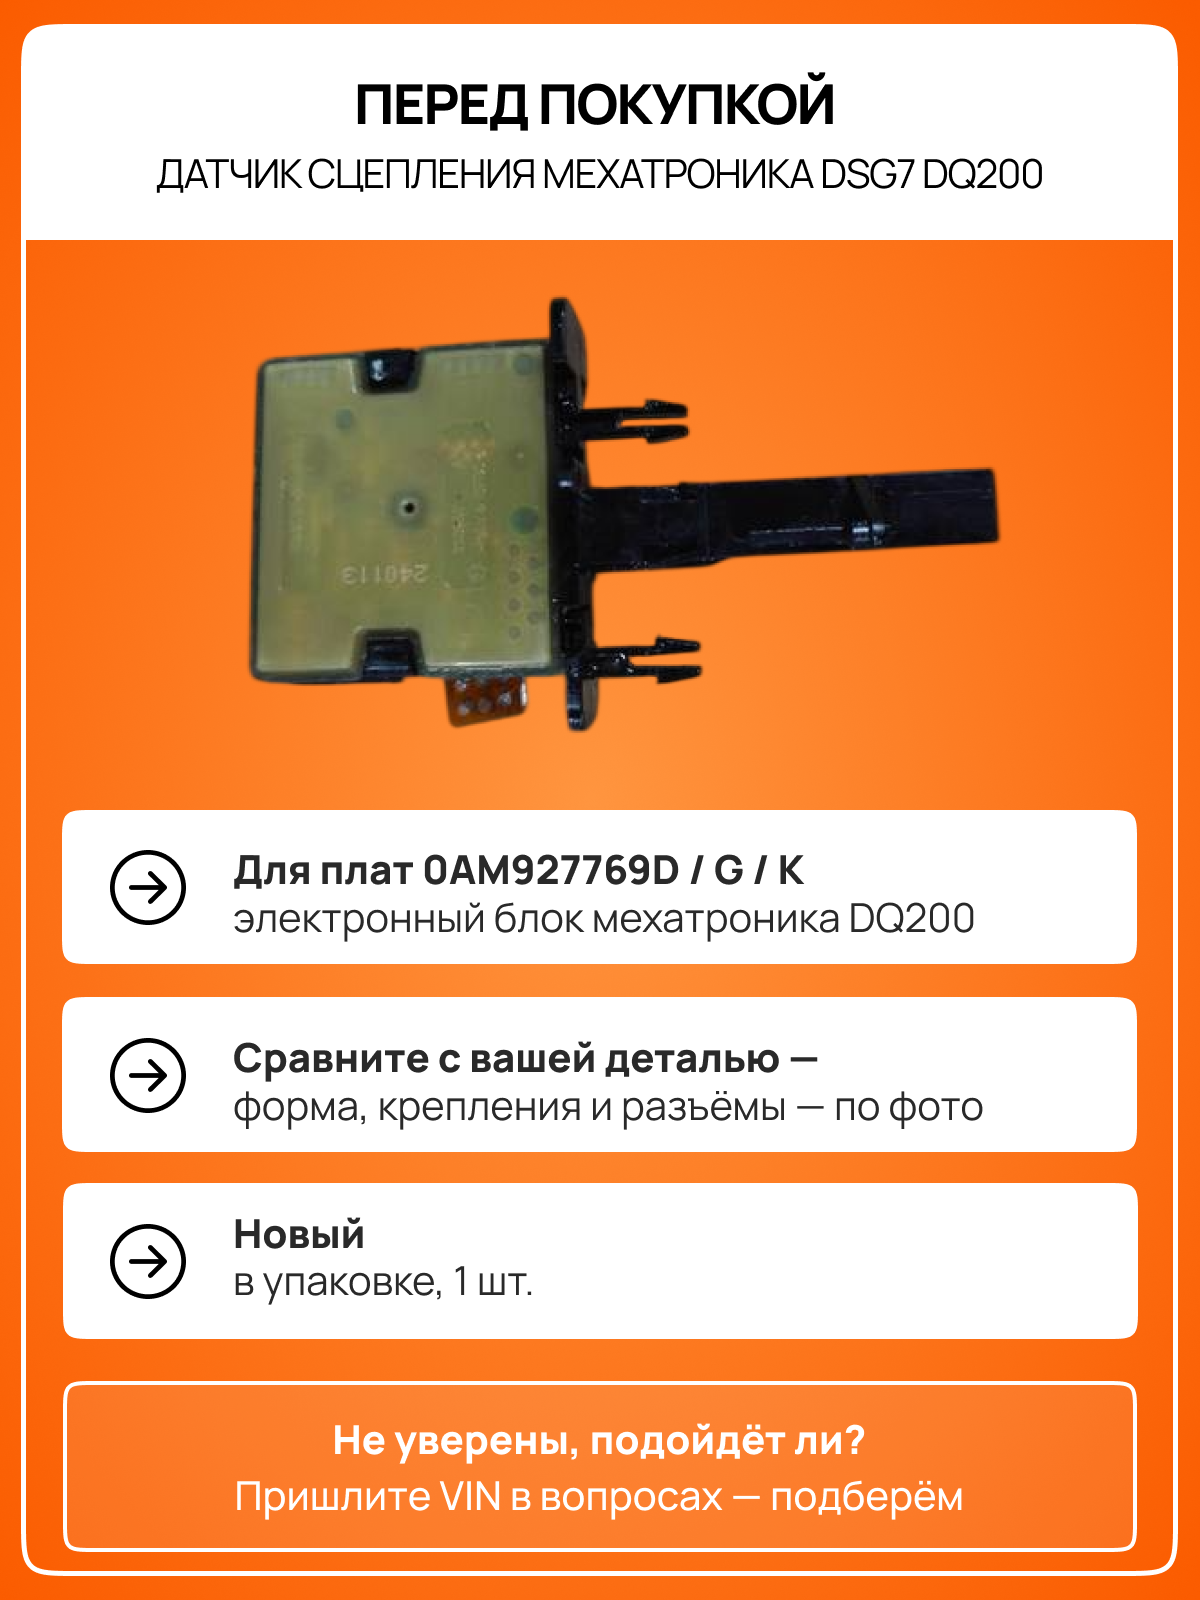 ПЕРЕД ПОКУПКОЙ
ДАТЧИК СЦЕПЛЕНИЯ МЕХАТРОНИКА DSG7 DQ200
240113
Для плат 0AM927769D / G / K
электронный блок мехатроника DQ200
Сравните с вашей деталью —
форма, крепления и разъёмы — по фото
Новый
в упаковке, 1 шт.
Не уверены, подойдёт ли?
Пришлите VIN в вопросах — подберём